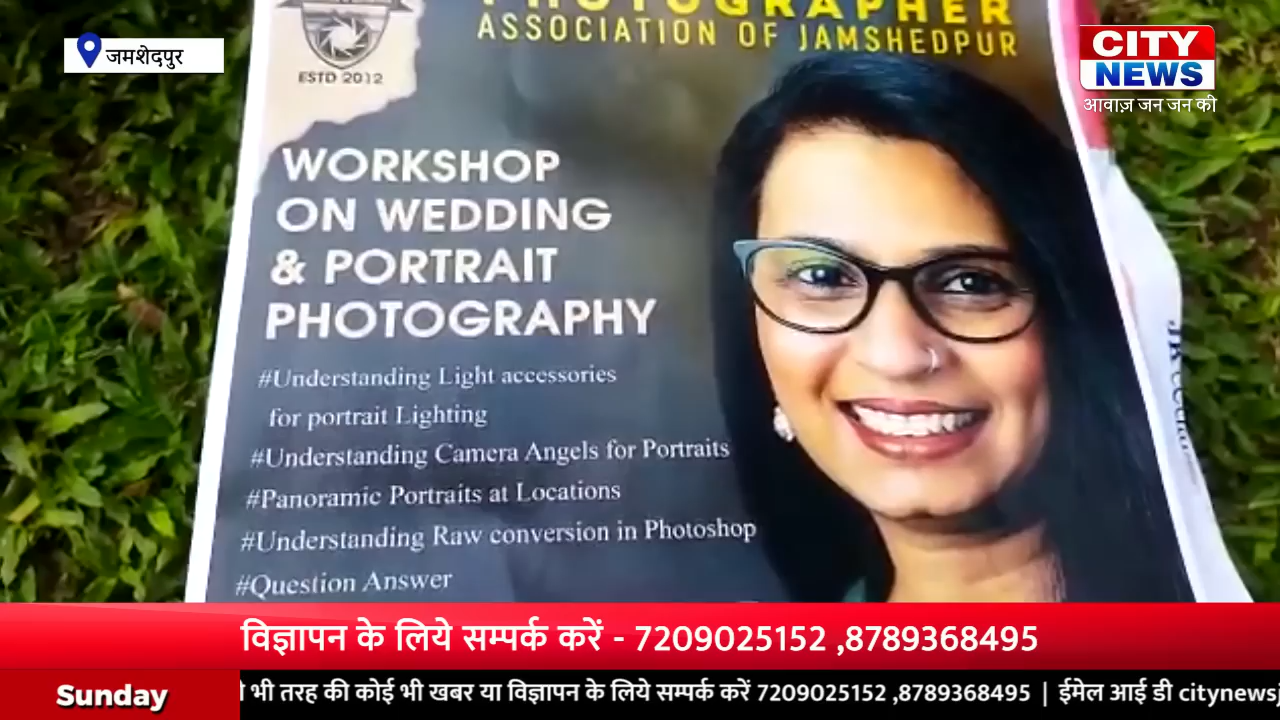 जमशेदपुर
ESTD 2012
PHOTOGRAPHER
ASSOCIATION OF JAMSHEDPUR
CITY
NEWS
आवाज़ जन जन की
WORKSHOP
ON WEDDING
& PORTRAIT
PHOTOGRAPHY
#Understanding Light accessories
for portrait Lighting
#Understanding Camera Angels for Portraits
#Panoramic Portraits at Locations
#Understanding Raw conversion in Photoshop
#Question Answer
विज्ञापन के लिये सम्पर्क करें - 7209025152 ,8789368495
Sunday
भी तरह की कोई भी खबर या विज्ञापन के लिये सम्पर्क करें 7209025152 ,8789368495 | ईमेल आई डी citynewsj